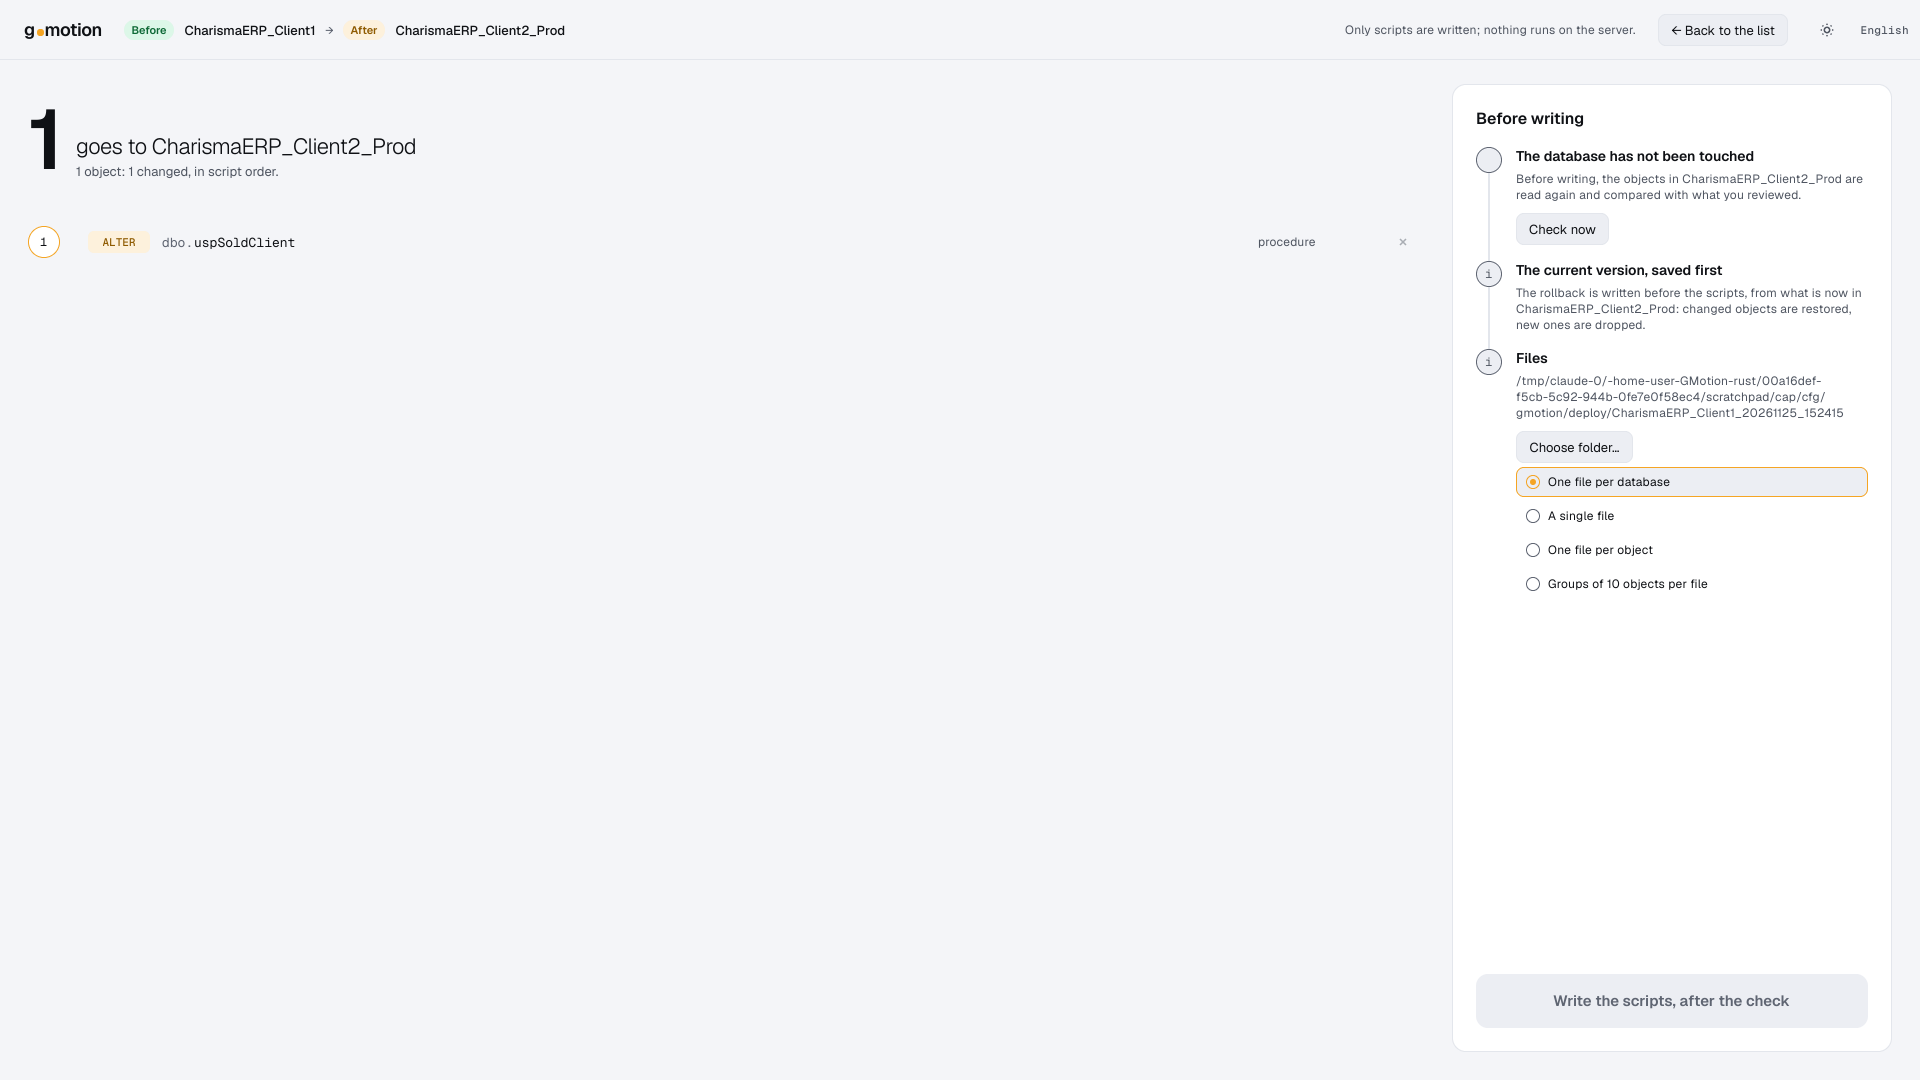 g•motion Before CharismaERP_Client1 → After CharismaERP_Client2_Prod
Only scripts are written; nothing runs on the server. ← Back to the list English
1 goes to CharismaERP_Client2_Prod
1 object: 1 changed, in script order.
1 ALTER dbo.uspSoldClient procedure ×
Before writing
The database has not been touched
Before writing, the objects in CharismaERP_Client2_Prod are
read again and compared with what you reviewed.
Check now
i The current version, saved first
The rollback is written before the scripts, from what is now in
CharismaERP_Client2_Prod: changed objects are restored,
new ones are dropped.
i Files
/tmp/claude-0/-home-user-GMotion-rust/00a16def-
f5cb-5c92-944b-0fe7e0f58ec4/scratchpad/cap/cfg/
gmotion/deploy/CharismaERP_Client1_20261125_152415
Choose folder…
One file per database
A single file
One file per object
Groups of 10 objects per file
Write the scripts, after the check